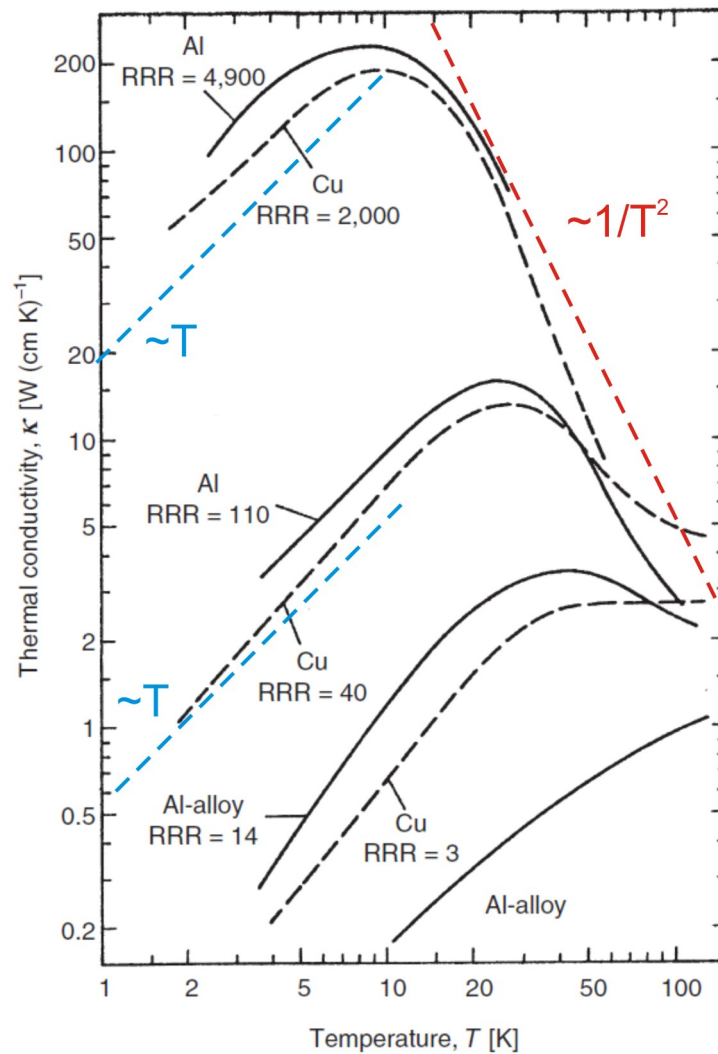 Thermal conductivity, κ [W (cm K)⁻¹]
200
100
50
20
10
5
2
1
0.5
0.2
Al
RRR = 4,900
Cu
RRR = 2,000
~1/T²
~T
Al
RRR = 110
Cu
RRR = 40
~T
Al-alloy
RRR = 14
Cu
RRR = 3
Al-alloy
1
2
5
10
20
50
100
Temperature, T [K]